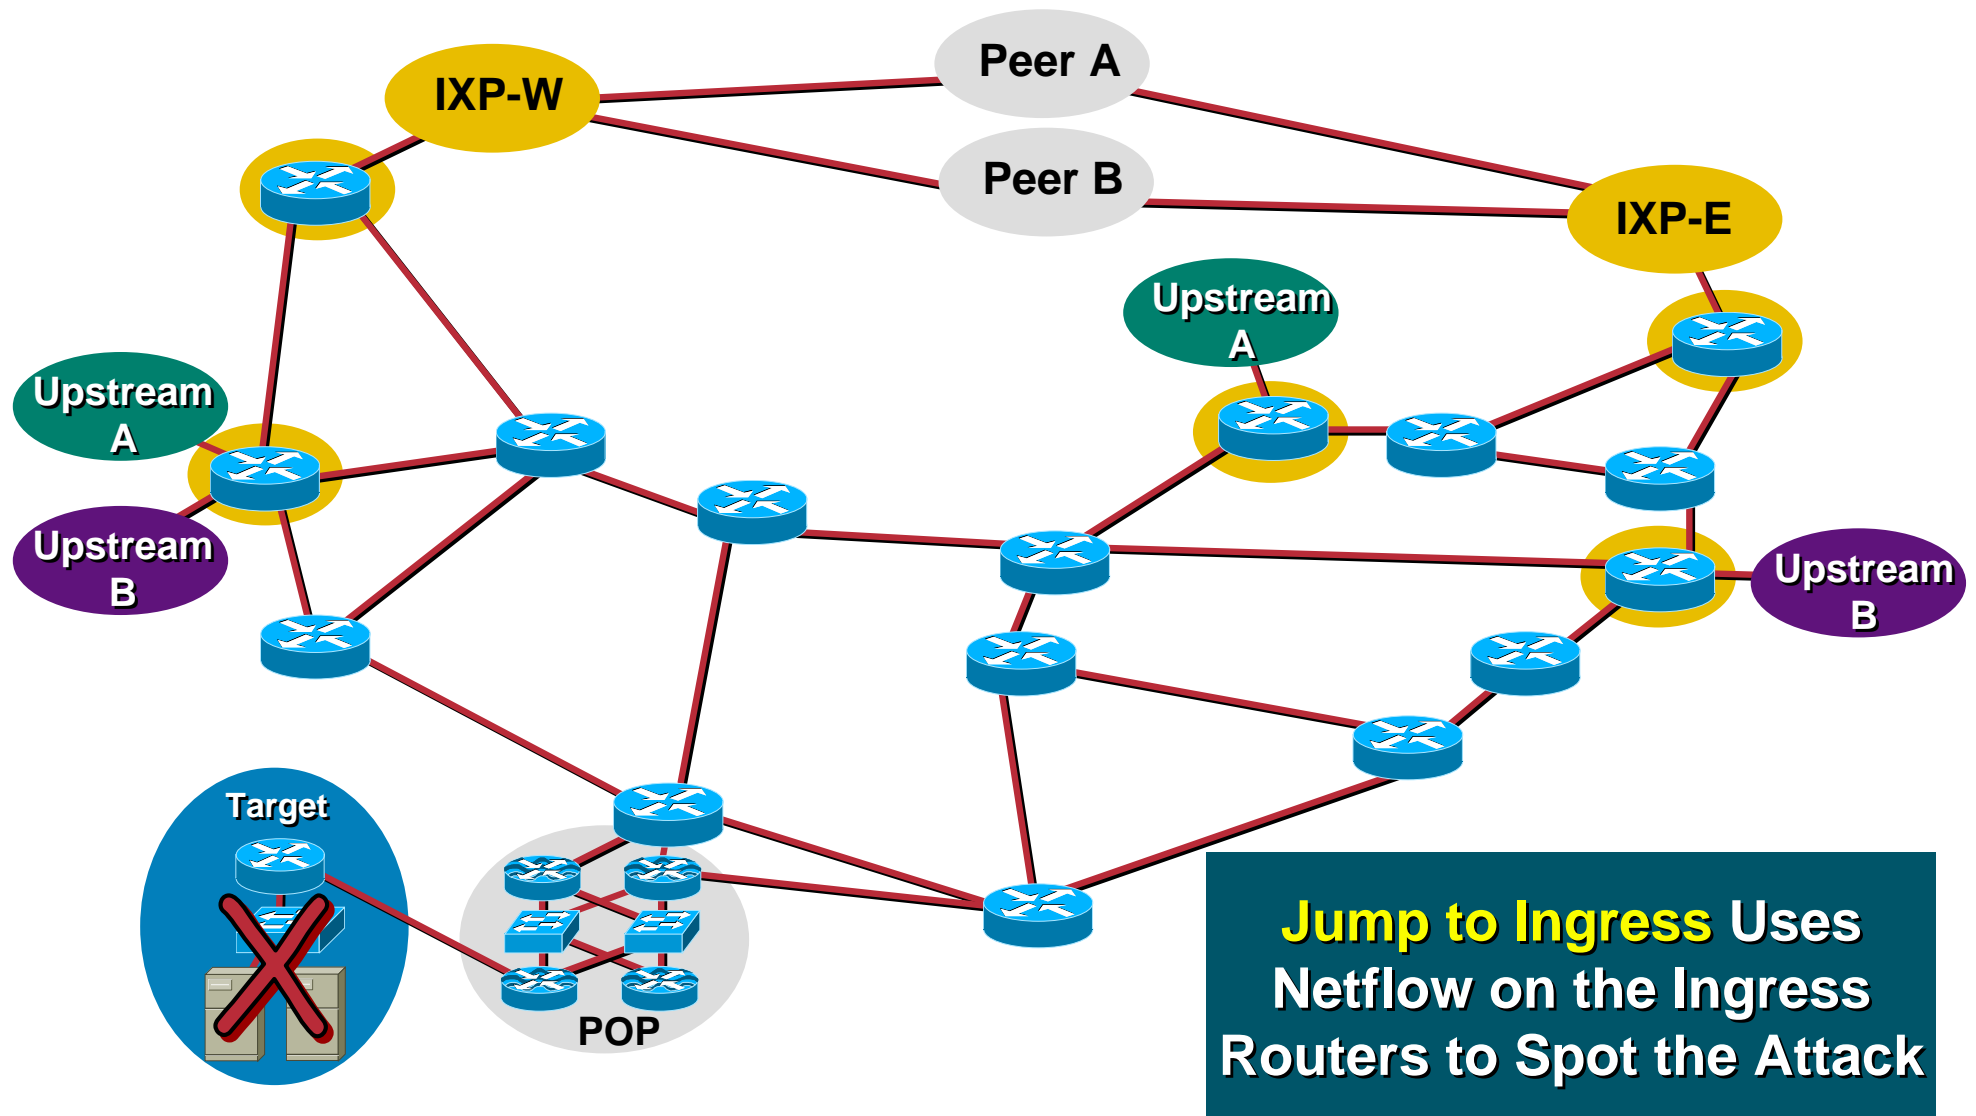 Peer A
IXP-W
Peer B
IXP-E
Upstream
A
Upstream
A
Upstream
B
Upstream
B
Target
POP
Jump to Ingress Uses
Netflow on the Ingress
Routers to Spot the Attack